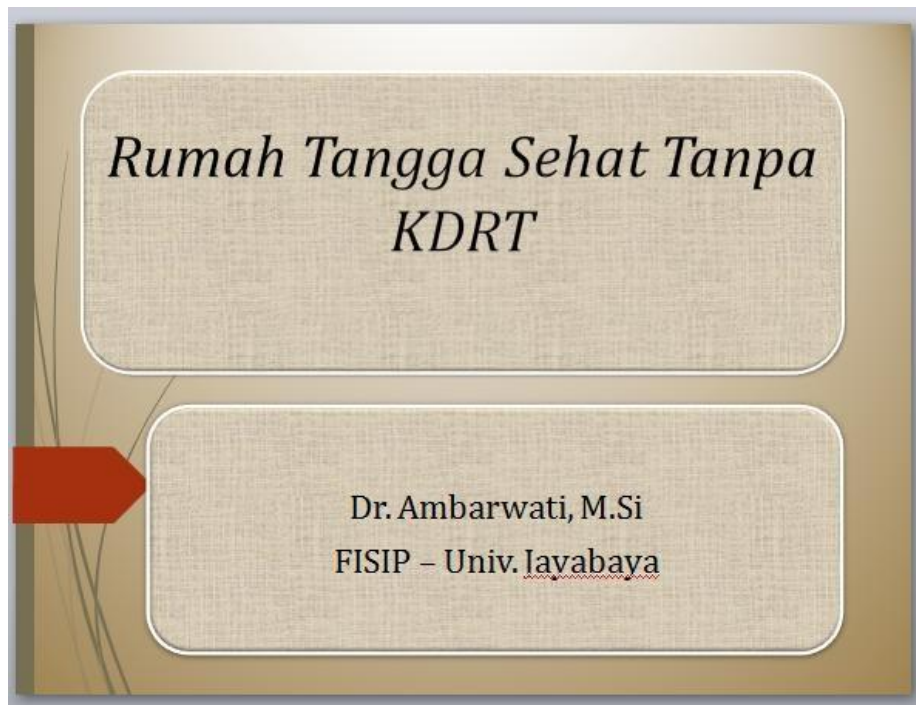 Rumah Tangga Sehat Tanpa
KDRT
Dr. Ambarwati, M.Si
FISIP – Univ. Jayabaya